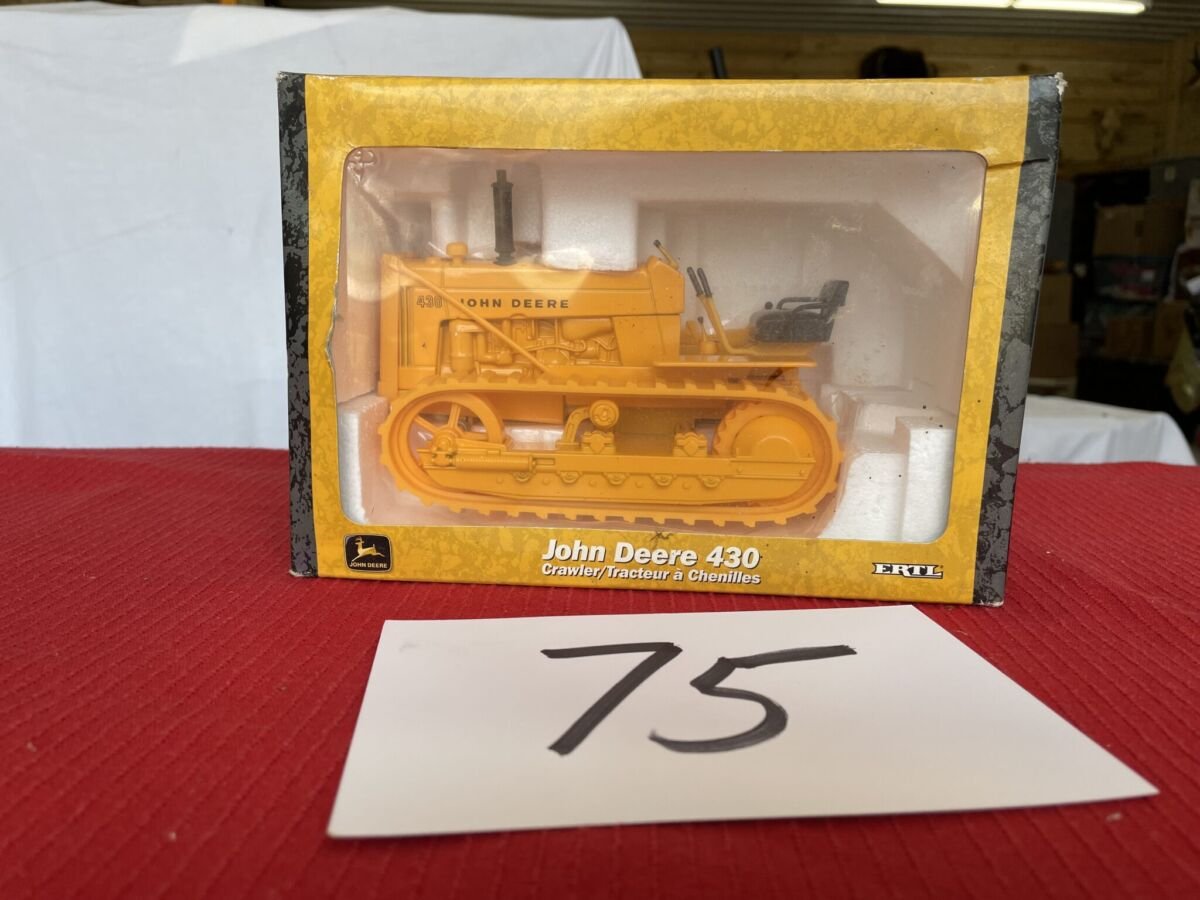 430 JOHN DEERE
JOHN DEERE
John Deere 430
Crawler/Tracteur à Chenilles
ERTL
75